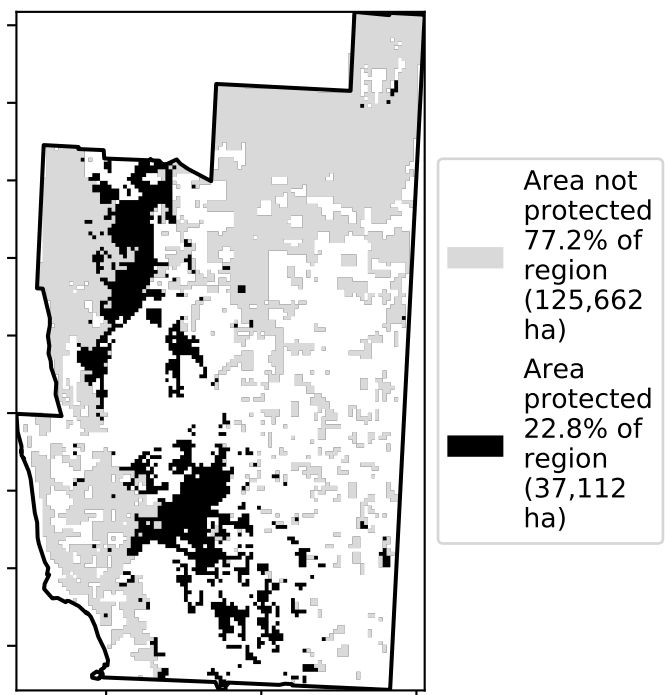 Area not
protected
77.2% of
region
(125,662
ha)
Area
protected
22.8% of
region
(37,112
ha)